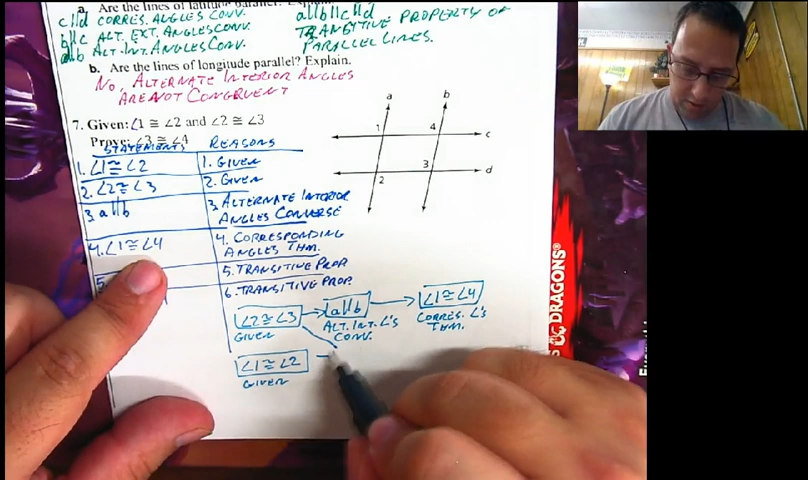 a. Are the lines of latitude parallel? Explain.
c||d CORRES. ANGLES CONV.
b||c ALT. EXT. ANGLES CONV.
a||b ALT. INT. ANGLES CONV.
a||b||c||d
TRANSITIVE PROPERTY OF
PARALLEL LINES.
b. Are the lines of longitude parallel? Explain.
NO, ALTERNATE INTERIOR ANGLES
ARE NOT CONGRUENT
7. Given: ∠1 ≅ ∠2 and ∠2 ≅ ∠3
Prove: ∠3 ≅ ∠4
STATEMENTS REASONS
1. ∠1 ≅ ∠2 1. GIVEN
2. ∠2 ≅ ∠3 2. GIVEN
3. a||b 3. ALTERNATE INTERIOR
ANGLES CONVERSE
4. ∠1 ≅ ∠4 4. CORRESPONDING
ANGLES THM.
5. 5. TRANSITIVE PROP
6. TRANSITIVE PROP.
a b
1 4 c
3 d
2
∠2 ≅ ∠3 a||b ∠1 ≅ ∠4
GIVEN ALT. INT. ∠'S CORRES. ∠'S
CONV. THM.
∠1 ≅ ∠2
GIVEN
DRAGONS®